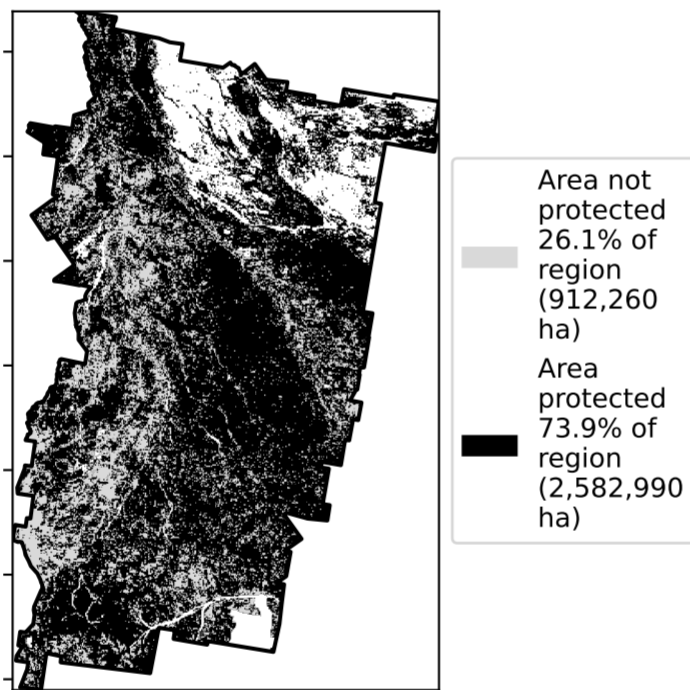 Area not
protected
26.1% of
region
(912,260
ha)
Area
protected
73.9% of
region
(2,582,990
ha)